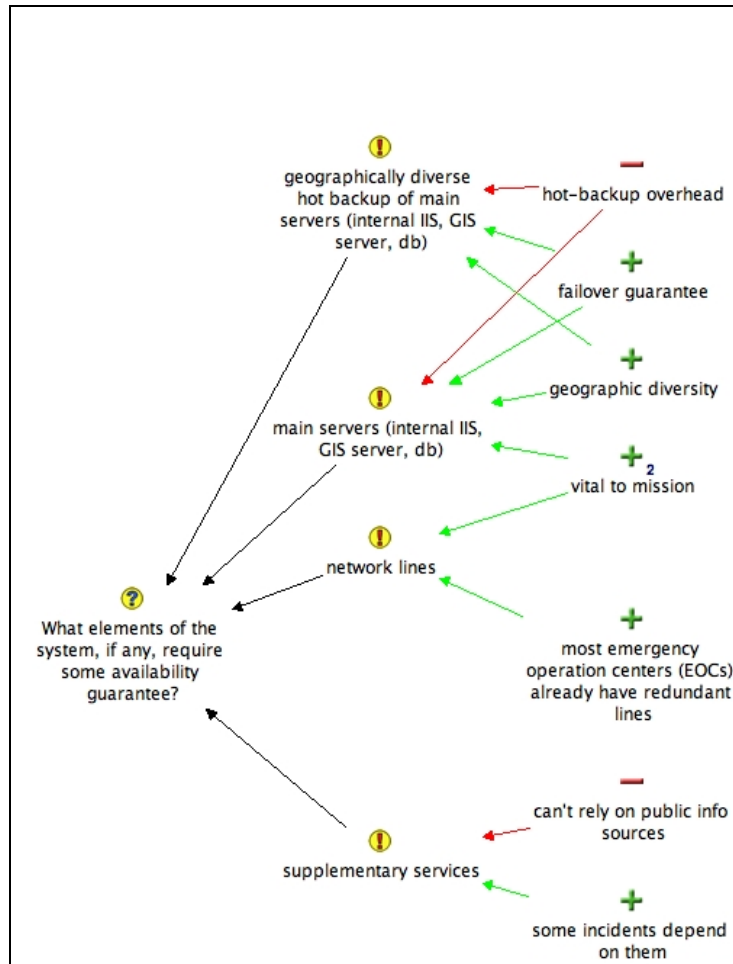 geographically diverse
hot backup of main
servers (internal IIS, GIS
server, db)
hot-backup overhead
failover guarantee
geographic diversity
main servers (internal IIS,
GIS server, db)
2
vital to mission
network lines
?
What elements of the
system, if any, require
some availability
guarantee?
most emergency
operation centers (EOCs)
already have redundant
lines
can't rely on public info
sources
supplementary services
some incidents depend
on them